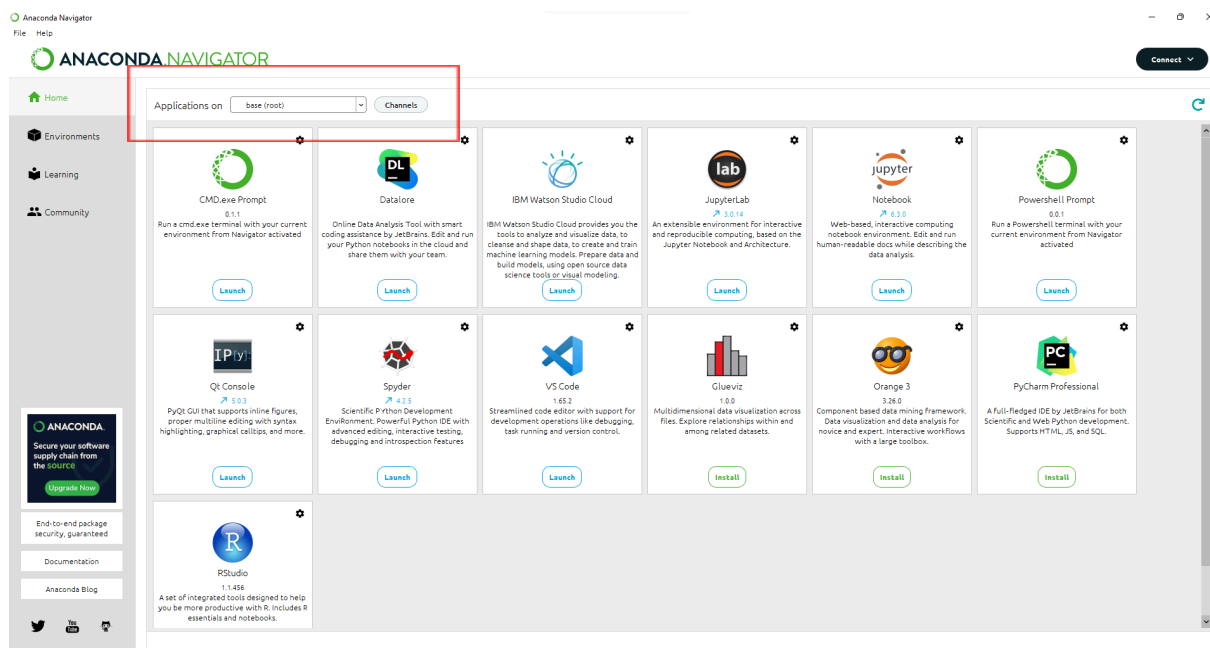 Anaconda Navigator
File Help
ANACONDA.NAVIGATOR
Connect
Home
Environments
Learning
Community
ANACONDA.
Secure your software
supply chain from
the source
Upgrade Now
End-to-end package
security, guaranteed
Documentation
Anaconda Blog
You
Tube
Applications on base (root) Channels
CMD.exe Prompt
0.1.1
Run a cmd.exe terminal with your current
environment from Navigator activated
Launch
DL
Datalore
Online Data Analysis Tool with smart
coding assistance by JetBrains. Edit and run
your Python notebooks in the cloud and
share them with your team.
Launch
IBM Watson Studio Cloud
IBM Watson Studio Cloud provides you the
tools to analyze and visualize data, to
cleanse and shape data, to create and train
machine learning models. Prepare data and
build models, using open source data
science tools or visual modeling.
Launch
lab
JupyterLab
3.0.14
An extensible environment for interactive
and reproducible computing, based on the
Jupyter Notebook and Architecture.
Launch
jupyter
Notebook
6.3.0
Web-based, interactive computing
notebook environment. Edit and run
human-readable docs while describing the
data analysis.
Launch
Powershell Prompt
0.0.1
Run a Powershell terminal with your
current environment from Navigator
activated
Launch
IP[y]:
Qt Console
5.0.3
PyQt GUI that supports inline figures,
proper multiline editing with syntax
highlighting, graphical calltips, and more.
Launch
Spyder
4.2.5
Scientific PYthon Development
EnviRonment. Powerful Python IDE with
advanced editing, interactive testing,
debugging and introspection features
Launch
VS Code
1.65.2
Streamlined code editor with support for
development operations like debugging,
task running and version control.
Launch
Glueviz
1.0.0
Multidimensional data visualization across
files. Explore relationships within and
among related datasets.
Install
Orange 3
3.26.0
Component based data mining framework.
Data visualization and data analysis for
novice and expert. Interactive workflows
with a large toolbox.
Install
PC
PyCharm Professional
A full-fledged IDE by JetBrains for both
Scientific and Web Python development.
Supports HTML, JS, and SQL.
Install
R
RStudio
1.1.456
A set of integrated tools designed to help
you be more productive with R. Includes R
essentials and notebooks.